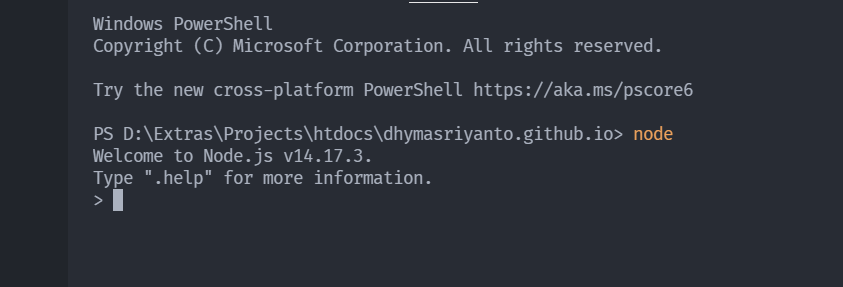 Windows PowerShell
Copyright (C) Microsoft Corporation. All rights reserved.
Try the new cross-platform PowerShell https://aka.ms/pscore6
PS D:\Extras\Projects\htdocs\dhymasriyanto.github.io> node
Welcome to Node.js v14.17.3.
Type ".help" for more information.
>